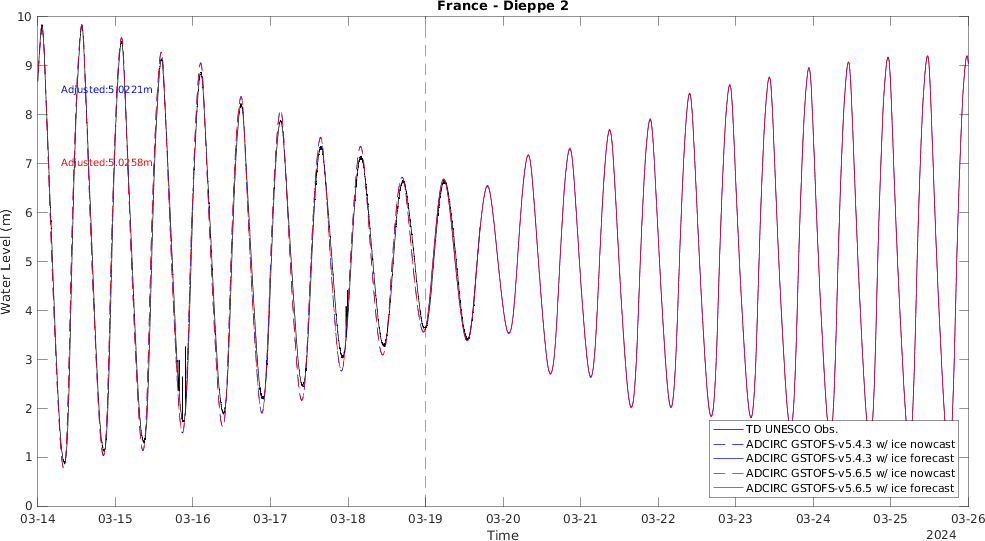 France - Dieppe 2
Water Level (m)
10
9
8
7
6
5
4
3
2
1
0
Adjusted:5.0221m
Adjusted:5.0258m
TD UNESCO Obs.
ADCIRC GSTOFS-v5.4.3 w/ ice nowcast
ADCIRC GSTOFS-v5.4.3 w/ ice forecast
ADCIRC GSTOFS-v5.6.5 w/ ice nowcast
ADCIRC GSTOFS-v5.6.5 w/ ice forecast
03-14 03-15 03-16 03-17 03-18 03-19 03-20 03-21 03-22 03-23 03-24 03-25 03-26
Time
2024